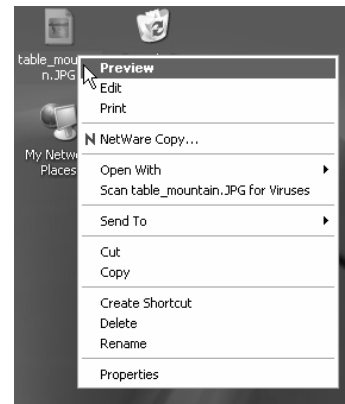 table_mou
n.JPG
My Netw
Places
Preview
Edit
Print
N NetWare Copy...
Open With
Scan table_mountain.JPG for Viruses
Send To
Cut
Copy
Create Shortcut
Delete
Rename
Properties